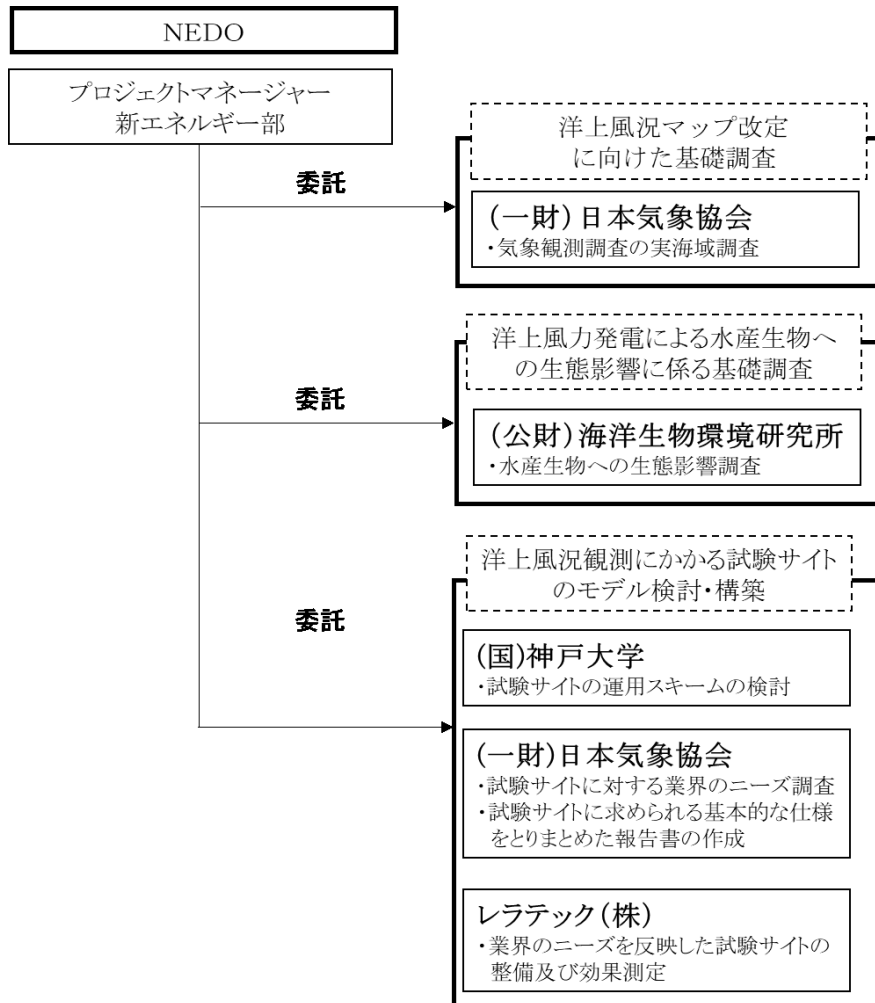 NEDO
プロジェクトマネージャー
新エネルギー部
委託
洋上風況マップ改定
に向けた基礎調査
(一財)日本気象協会
・気象観測調査の実海域調査
委託
洋上風力発電による水産生物へ
の生態影響に係る基礎調査
(公財)海洋生物環境研究所
・水産生物への生態影響調査
委託
洋上風況観測にかかる試験サイト
のモデル検討・構築
(国)神戸大学
・試験サイトの運用スキームの検討
(一財)日本気象協会
・試験サイトに対する業界のニーズ調査
・試験サイトに求められる基本的な仕様
をとりまとめた報告書の作成
レラテック(株)
・業界のニーズを反映した試験サイトの
整備及び効果測定